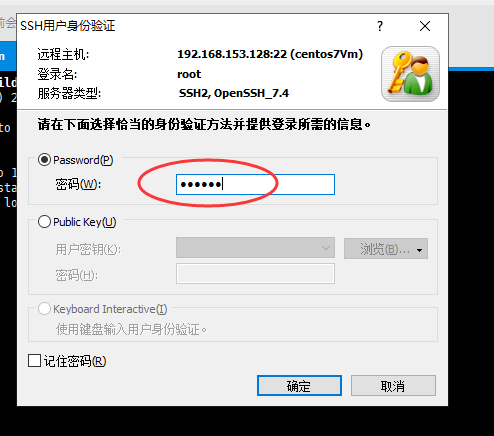 前会
SSH用户身份验证
远程主机: 192.168.153.128:22 (centos7Vm)
登录名: root
服务器类型: SSH2, OpenSSH_7.4
请在下面选择恰当的身份验证方法并提供登录所需的信息。
Password(P)
密码(W): ●●●●●●
Public Key(U)
用户密钥(K):
浏览(B)...
密码(H):
Keyboard Interactive(I)
使用键盘输入用户身份验证。
记住密码(R)
确定 取消